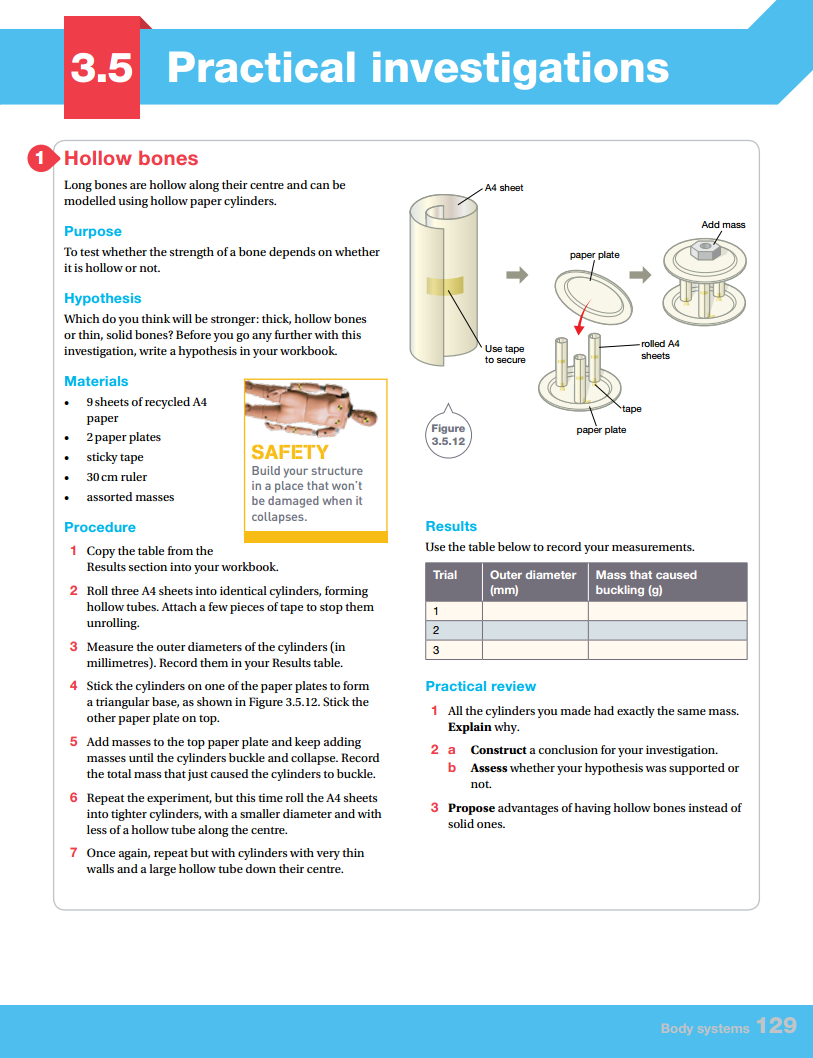 3.5 Practical investigations
1 Hollow bones
Long bones are hollow along their centre and can be
modelled using hollow paper cylinders.
Purpose
To test whether the strength of a bone depends on whether
it is hollow or not.
Hypothesis
Which do you think will be stronger: thick, hollow bones
or thin, solid bones? Before you go any further with this
investigation, write a hypothesis in your workbook.
Materials
• 9 sheets of recycled A4
paper
• 2 paper plates
• sticky tape
• 30 cm ruler
• assorted masses
SAFETY
Build your structure
in a place that won't
be damaged when it
collapses.
Procedure
1 Copy the table from the
Results section into your workbook.
2 Roll three A4 sheets into identical cylinders, forming
hollow tubes. Attach a few pieces of tape to stop them
unrolling.
3 Measure the outer diameters of the cylinders (in
millimetres). Record them in your Results table.
4 Stick the cylinders on one of the paper plates to form
a triangular base, as shown in Figure 3.5.12. Stick the
other paper plate on top.
5 Add masses to the top paper plate and keep adding
masses until the cylinders buckle and collapse. Record
the total mass that just caused the cylinders to buckle.
6 Repeat the experiment, but this time roll the A4 sheets
into tighter cylinders, with a smaller diameter and with
less of a hollow tube along the centre.
7 Once again, repeat but with cylinders with very thin
walls and a large hollow tube down their centre.
A4 sheet
Use tape
to secure
paper plate
Add mass
rolled A4
sheets
tape
paper plate
Figure
3.5.12
Results
Use the table below to record your measurements.
Trial Outer diameter Mass that caused
(mm) buckling (g)
1
2
3
Practical review
1 All the cylinders you made had exactly the same mass.
Explain why.
2 a Construct a conclusion for your investigation.
b Assess whether your hypothesis was supported or
not.
3 Propose advantages of having hollow bones instead of
solid ones.
Body systems 129